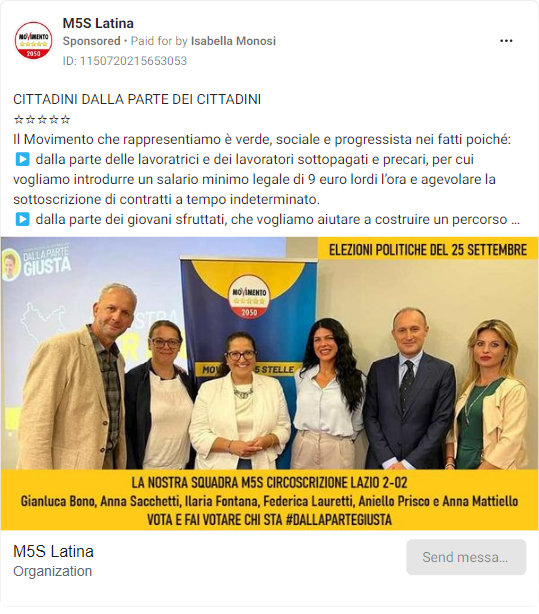 M5S Latina
Sponsored • Paid for by Isabella Monosi
ID: 1150720215653053
CITTADINI DALLA PARTE DEI CITTADINI
☆☆☆☆☆
Il Movimento che rappresentiamo è verde, sociale e progressista nei fatti poiché:
▶ dalla parte delle lavoratrici e dei lavoratori sottopagati e precari, per cui
vogliamo introdurre un salario minimo legale di 9 euro lordi l’ora e agevolare la
sottoscrizione di contratti a tempo indeterminato.
▶ dalla parte dei giovani sfruttati, che vogliamo aiutare a costruire un percorso ...
ELEZIONI POLITICHE DEL 25 SETTEMBRE
DALLA PARTE
GIUSTA
MOVIMENTO
2050
LA NOSTRA SQUADRA M5S CIRCOSCRIZIONE LAZIO 2-02
Gianluca Bono, Anna Sacchetti, Ilaria Fontana, Federica Lauretti, Aniello Prisco e Anna Mattiello
VOTA E FAI VOTARE CHI STA #DALLAPARTEGIUSTA
M5S Latina
Organization
Send messa...